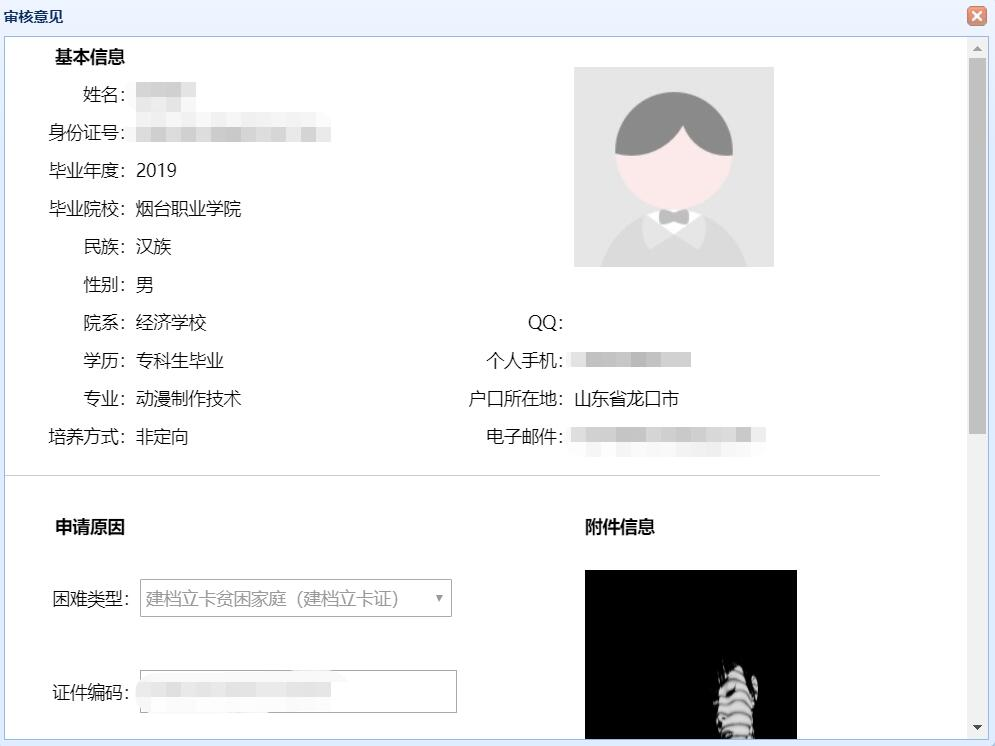 审核意见
基本信息
姓名：
身份证号：
毕业年度：2019
毕业院校：烟台职业学院
民族：汉族
性别：男
院系：经济学校
QQ：
学历：专科生毕业
个人手机：
专业：动漫制作技术
户口所在地：山东省龙口市
培养方式：非定向
电子邮件：
申请原因
附件信息
困难类型：建档立卡贫困家庭（建档立卡证）
证件编码：